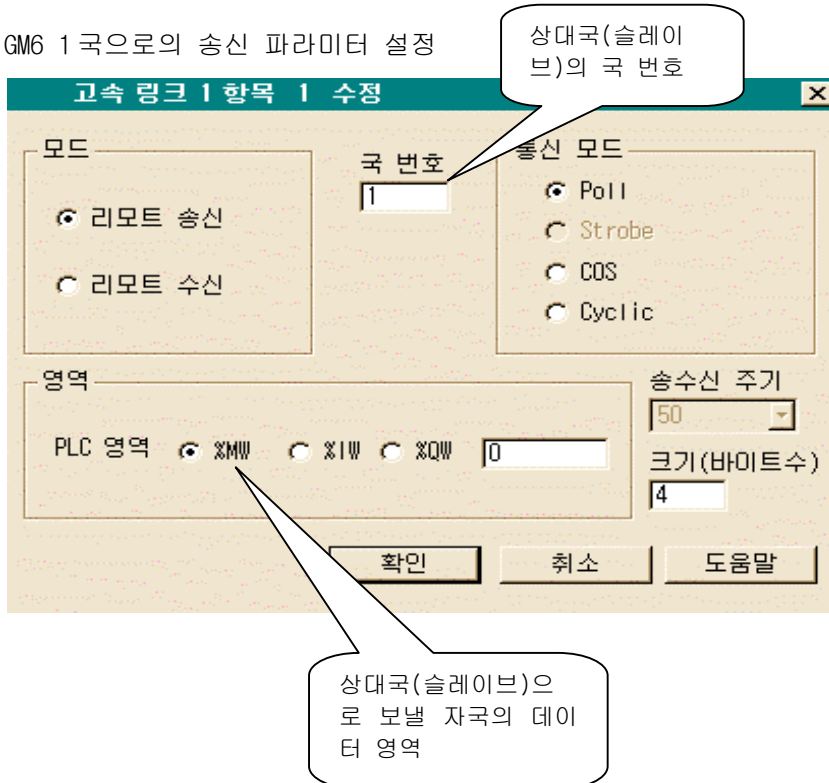 GM6 1국으로의 송신 파라미터 설정
상대국(슬레이
브)의 국 번호
고속 링크 1 항목 1 수정
모드
리모트 송신
리모트 수신
국 번호
1
통신 모드
Poll
Strobe
COS
Cyclic
영역
PLC 영역 %MW %IW %QW 0
송수신 주기
50
크기(바이트수)
4
확인 취소 도움말
상대국(슬레이브)으
로 보낼 자국의 데이
터 영역